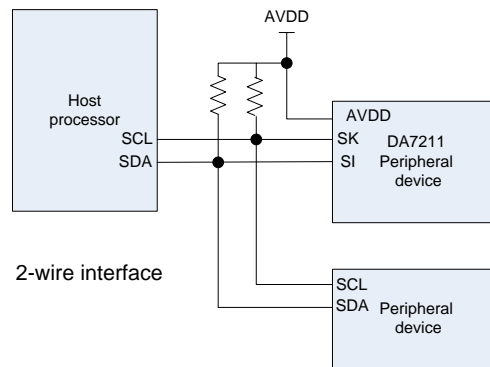 AVDD
Host
processor
SCL
SDA
AVDD
SK
SI
DA7211
Peripheral
device
2-wire interface
SCL
SDA
Peripheral
device